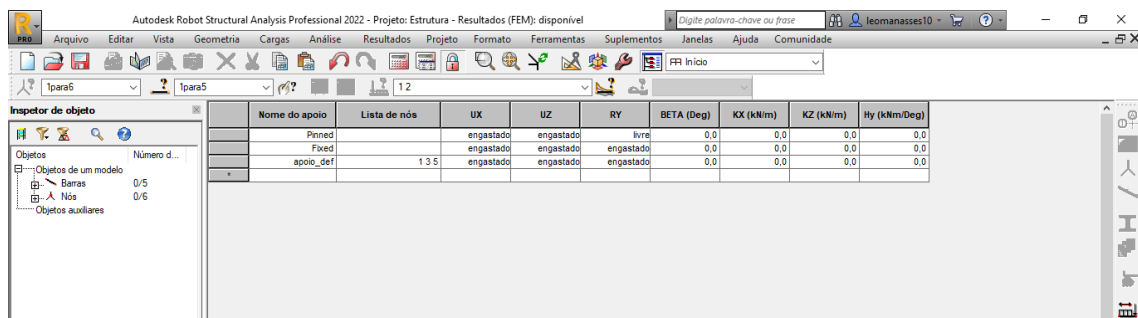 Autodesk Robot Structural Analysis Professional 2022 - Projeto: Estrutura - Resultados (FEM): disponível
Digite palavra-chave ou frase
leomanasses10
PRO Arquivo Editar Vista Geometria Cargas Análise Resultados Projeto Formato Ferramentas Suplementos Janelas Ajuda Comunidade
Início
1para6 1para5 1 2
Inspetor de objeto
Nome do apoio Lista de nós UX UZ RY BETA (Deg) KX (kN/m) KZ (kN/m) Hy (kNm/Deg)
Pinned engastado engastado livre 0,0 0,0 0,0 0,0
Fixed engastado engastado engastado 0,0 0,0 0,0 0,0
apoio_def 1 3 5 engastado engastado engastado 0,0 0,0 0,0 0,0
*
Objetos Número d...
Objetos de um modelo
Barras 0/5
Nós 0/6
Objetos auxiliares